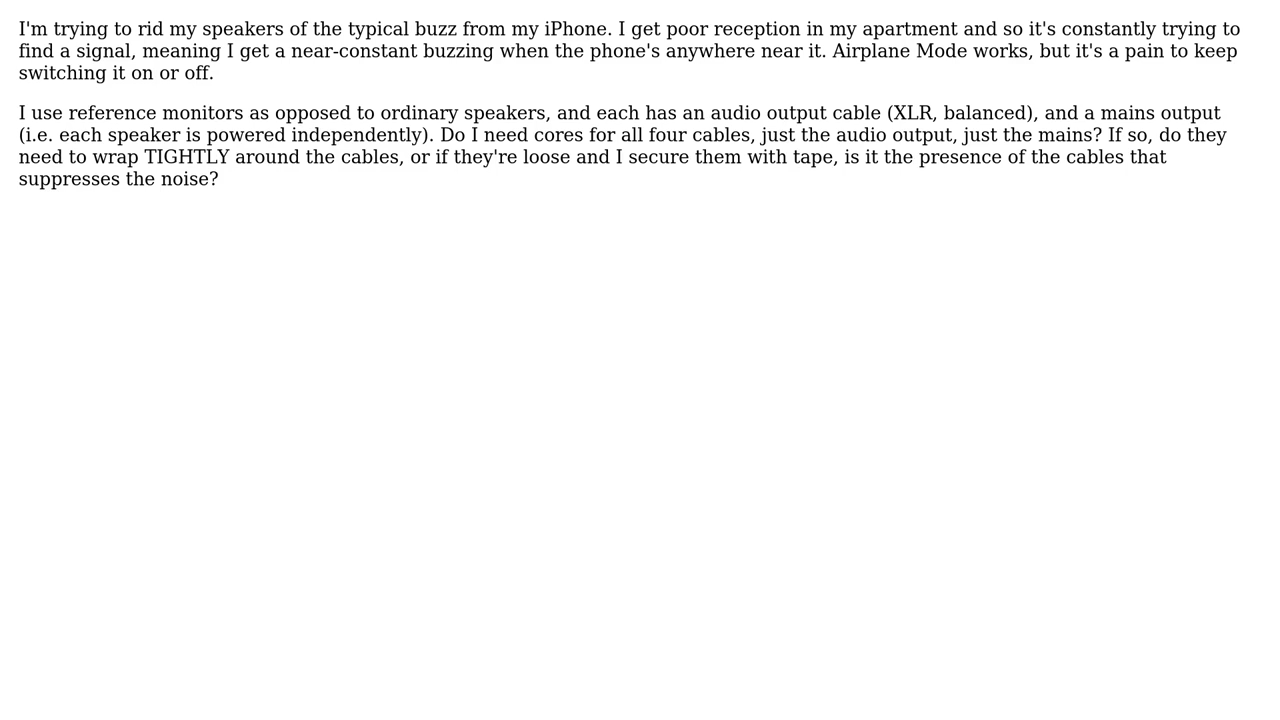 I'm trying to rid my speakers of the typical buzz from my iPhone. I get poor reception in my apartment and so it's constantly trying to
find a signal, meaning I get a near-constant buzzing when the phone's anywhere near it. Airplane Mode works, but it's a pain to keep
switching it on or off.
I use reference monitors as opposed to ordinary speakers, and each has an audio output cable (XLR, balanced), and a mains output
(i.e. each speaker is powered independently). Do I need cores for all four cables, just the audio output, just the mains? If so, do they
need to wrap TIGHTLY around the cables, or if they're loose and I secure them with tape, is it the presence of the cables that
suppresses the noise?